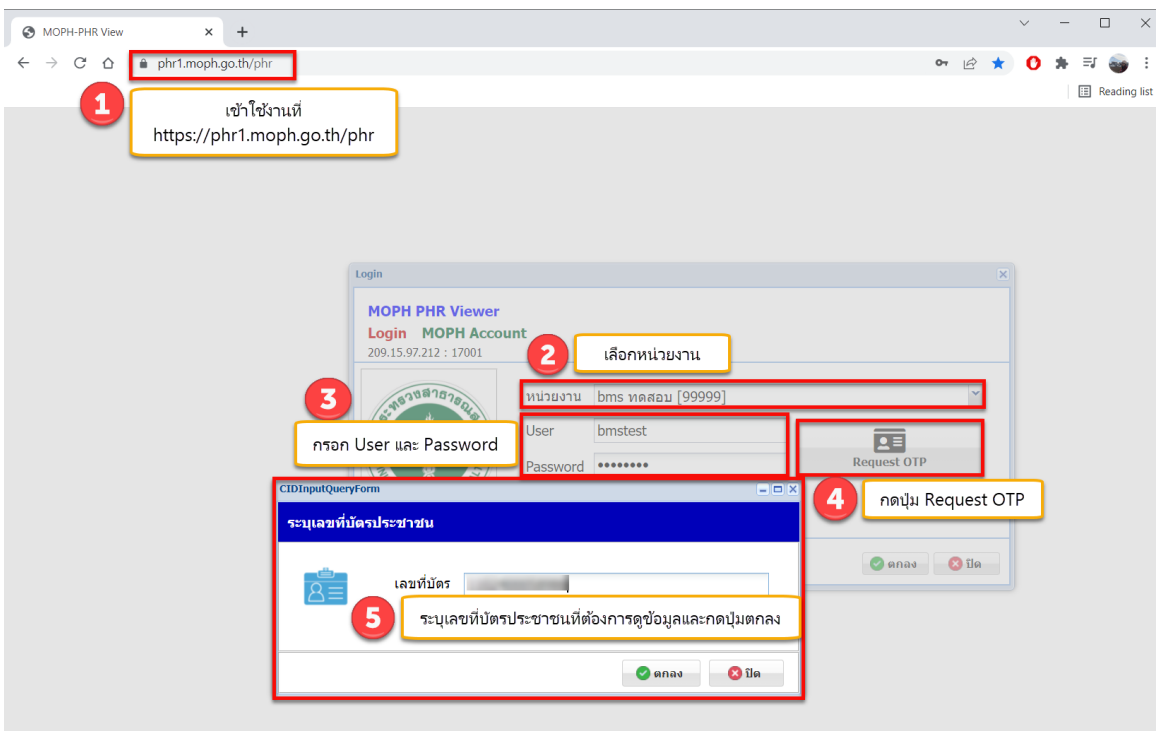 MOPH-PHR View
phr1.moph.go.th/phr
Reading list
1
เข้าใช้งานที่
https://phr1.moph.go.th/phr
Login
MOPH PHR Viewer
Login MOPH Account
209.15.97.212 : 17001
2
เลือกหน่วยงาน
หน่วยงาน bms ทดสอบ [99999]
3
กรอก User และ Password
User bmstest
Password
Request OTP
4
กดปุ่ม Request OTP
CIDInputQueryForm
ระบุเลขที่บัตรประชาชน
เลขที่บัตร
5
ระบุเลขที่บัตรประชาชนที่ต้องการดูข้อมูลและกดปุ่มตกลง
ตกลง ปิด
ตกลง ปิด